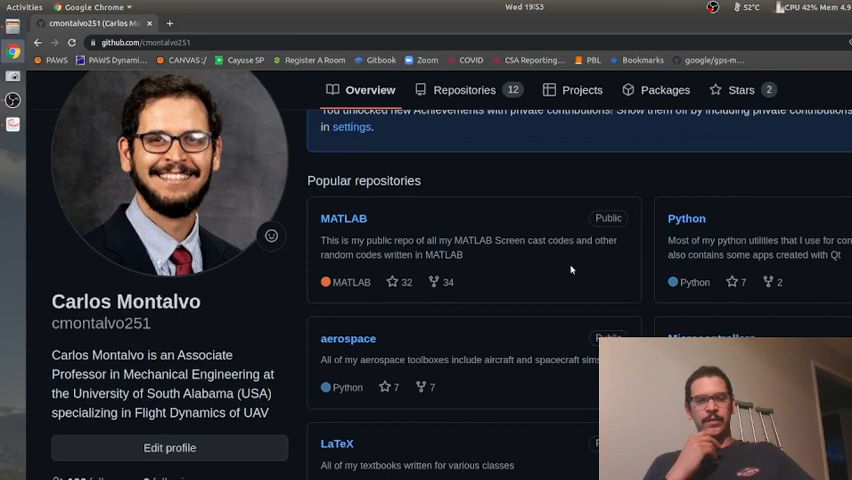 Activities Google Chrome Wed 19:53 52°C CPU 42% Mem 4.9
cmontalvo251 (Carlos Mo
github.com/cmontalvo251
PAWS PAWS Dynami... CANVAS :/ Cayuse SP Register A Room Gitbook Zoom COVID CSA Reporting... PBL Bookmarks google/gps-m...
Overview Repositories 12 Projects Packages Stars 2
You unlocked new Achievements with private contributions! Show them off by including private contributions
in settings.
Popular repositories
MATLAB Public
This is my public repo of all my MATLAB Screen cast codes and other
random codes written in MATLAB
MATLAB 32 34
Python
Most of my python utilities that I use for con
also contains some apps created with Qt
Python 7 2
aerospace Public
All of my aerospace toolboxes include aircraft and spacecraft sims
Python 7 7
Microcontrollers
LaTeX
All of my textbooks written for various classes
Carlos Montalvo
cmontalvo251
Carlos Montalvo is an Associate
Professor in Mechanical Engineering at
the University of South Alabama (USA)
specializing in Flight Dynamics of UAV
Edit profile